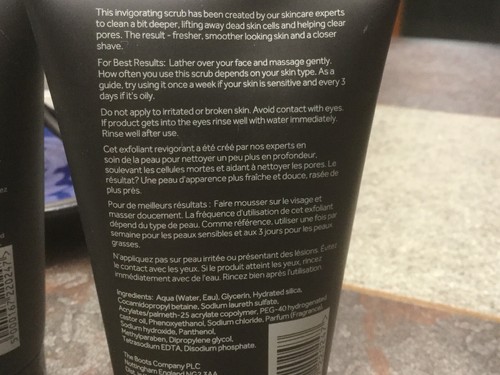 This invigorating scrub has been created by our skincare experts
to clean a bit deeper, lifting away dead skin cells and helping clear
pores. The result - fresher, smoother looking skin and a closer
shave.
For Best Results: Lather over your face and massage gently.
How often you use this scrub depends on your skin type. As a
guide, try using it once a week if your skin is sensitive and every 3
days if it's oily.
Do not apply to irritated or broken skin. Avoid contact with eyes.
If product gets into the eyes rinse well with water immediately.
Rinse well after use.
Cet exfoliant revigorant a été créé par nos experts en
soin de la peau pour nettoyer un peu plus en profondeur,
soulevant les cellules mortes et aidant à nettoyer les pores. Le
résultat? Une peau d'apparence plus fraîche et douce, rasée de
plus près.
Pour de meilleurs résultats : Faire mousser sur le visage et
masser doucement. La fréquence d'utilisation de cet exfoliant
dépend du type de peau. Comme référence, utiliser une fois par
semaine pour les peaux sensibles et aux 3 jours pour les peaux
grasses.
N'appliquez pas sur peau irritée ou présentant des lésions. Évitez
le contact avec les yeux. Si le produit atteint les yeux, rincez
immédiatement avec de l'eau. Rincez bien après l'utilisation
Ingredients: Aqua (Water, Eau), Glycerin, Hydrated silica,
Cocamidopropyl betaine, Sodium laureth sulfate,
Acrylates/palmeth-25 acrylate copolymer, PEG-40 hydrogenated
castor oil, Phenoxyethanol, Sodium chloride, Parfum (Fragrance),
Sodium hydroxide, Panthenol,
Methylparaben, Dipropylene glycol,
Tetrasodium EDTA, Disodium phosphate.
The Boots Company PLC
Nottingham England NG2 3AA